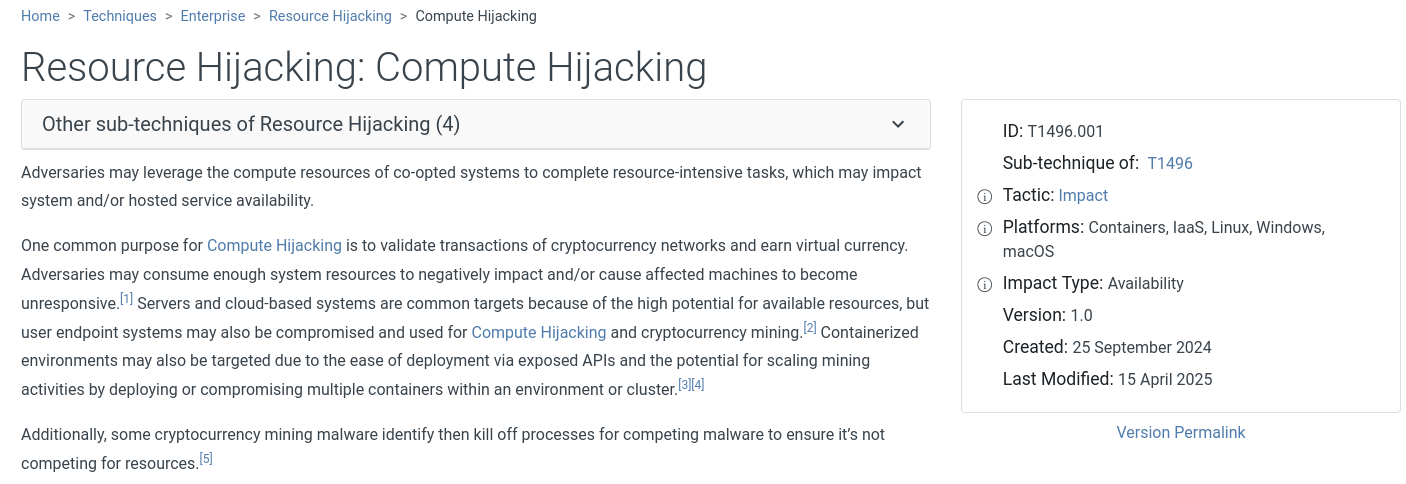 Home > Techniques > Enterprise > Resource Hijacking > Compute Hijacking
Resource Hijacking: Compute Hijacking
Other sub-techniques of Resource Hijacking (4)
Adversaries may leverage the compute resources of co-opted systems to complete resource-intensive tasks, which may impact
system and/or hosted service availability.
One common purpose for Compute Hijacking is to validate transactions of cryptocurrency networks and earn virtual currency.
Adversaries may consume enough system resources to negatively impact and/or cause affected machines to become
unresponsive.[1] Servers and cloud-based systems are common targets because of the high potential for available resources, but
user endpoint systems may also be compromised and used for Compute Hijacking and cryptocurrency mining.[2] Containerized
environments may also be targeted due to the ease of deployment via exposed APIs and the potential for scaling mining
activities by deploying or compromising multiple containers within an environment or cluster.[3][4]
Additionally, some cryptocurrency mining malware identify then kill off processes for competing malware to ensure it’s not
competing for resources.[5]
ID: T1496.001
Sub-technique of: T1496
Tactic: Impact
Platforms: Containers, IaaS, Linux, Windows,
macOS
Impact Type: Availability
Version: 1.0
Created: 25 September 2024
Last Modified: 15 April 2025
Version Permalink